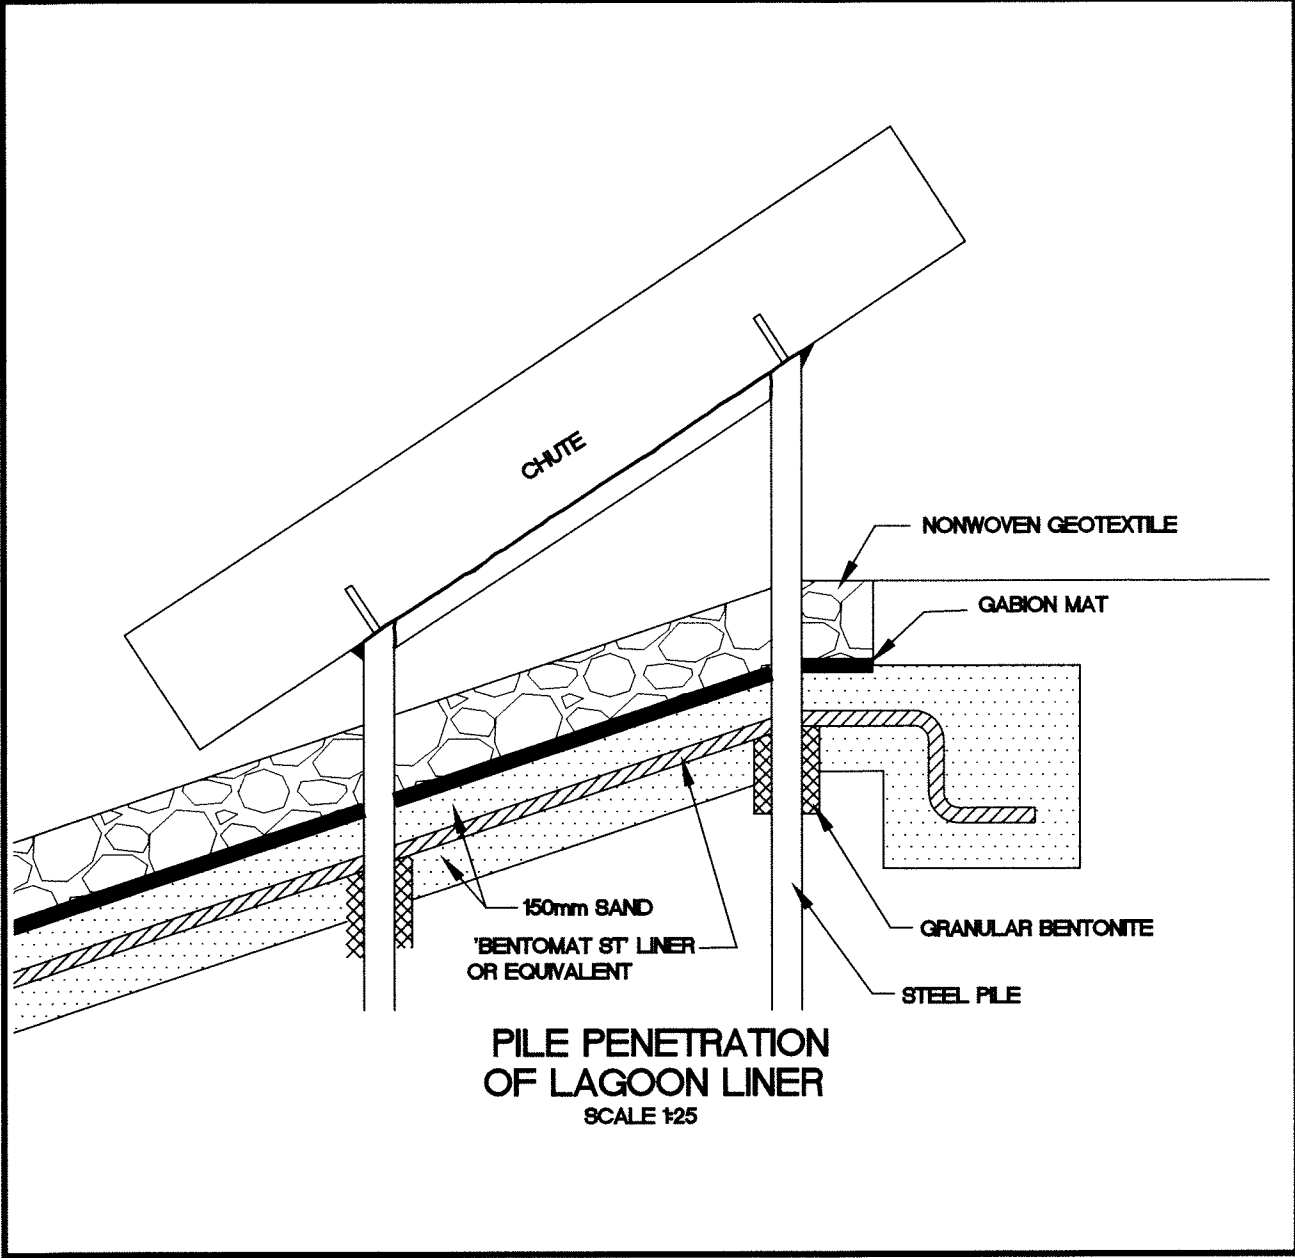 CHUTE
NONWOVEN GEOTEXTILE
GABION MAT
150mm SAND
'BENTOMAT ST' LINER
OR EQUIVALENT
GRANULAR BENTONITE
STEEL PILE
PILE PENETRATION
OF LAGOON LINER
SCALE 1:25